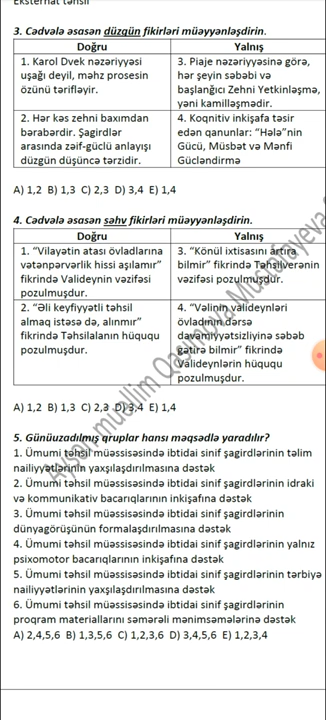 Eksternat təhsil
3. Cədvələ əsasən düzgün fikirləri müəyyənləşdirin.
Doğru
Yalnış
1. Karol Dvek nəzəriyyəsi
uşağı deyil, məhz prosesin
özünü tərifləyir.
3. Piaje nəzəriyyəsinə görə,
hər şeyin səbəbi və
başlanğıcı Zehni Yetkinləşmə,
yəni kamilləşmədir.
2. Hər kəs zehni baxımdan
bərabərdir. Şagirdlər
arasında zəif-güclü anlayışı
düzgün düşüncə tərzidir.
4. Koqnitiv inkişafa təsir
edən qanunlar: "Hələ"nin
Gücü, Müsbət və Mənfi
Gücləndirmə
A) 1,2 B) 1,3 C) 2,3 D) 3,4 E) 1,4
4. Cədvələ əsasən səhv fikirləri müəyyənləşdirin.
Doğru
Yalnış
1. "Vilayətin atası övladlarına
vətənpərvərlik hissi aşılamır"
fikrində Valideynin vəzifəsi
pozulmuşdur.
3. "Könül ixtisasını artıra
bilmir" fikrində Təhsilverənin
vəzifəsi pozulmuşdur.
2. "Əli keyfiyyətli təhsil
almaq istəsə də, alınmır"
fikrində Təhsilalanın hüququ
pozulmuşdur.
4. "Vəlinin valideynləri
övladının dərsə
davamiyyətsizliyinə səbəb
gətirə bilmir" fikrində
Valideynlərin hüququ
pozulmuşdur.
A) 1,2 B) 1,3 C) 2,3 D) 3,4 E) 1,4
5. Günüuzadılmış qruplar hansı məqsədlə yaradılır?
1. Ümumi təhsil müəssisəsində ibtidai sinif şagirdlərinin təlim
nailiyyətlərinin yaxşılaşdırılmasına dəstək
2. Ümumi təhsil müəssisəsində ibtidai sinif şagirdlərinin idraki
və kommunikativ bacarıqlarının inkişafına dəstək
3. Ümumi təhsil müəssisəsində ibtidai sinif şagirdlərinin
dünyagörüşünün formalaşdırılmasına dəstək
4. Ümumi təhsil müəssisəsində ibtidai sinif şagirdlərinin yalnız
psixomotor bacarıqlarının inkişafına dəstək
5. Ümumi təhsil müəssisəsində ibtidai sinif şagirdlərinin tərbiyə
nailiyyətlərinin yaxşılaşdırılmasına dəstək
6. Ümumi təhsil müəssisəsində ibtidai sinif şagirdlərinin
proqram materiallarını səmərəli mənimsəmələrinə dəstək
A) 2,4,5,6 B) 1,3,5,6 C) 1,2,3,6 D) 3,4,5,6 E) 1,2,3,4
Aysel müəllim Qasımova Mustafayeva